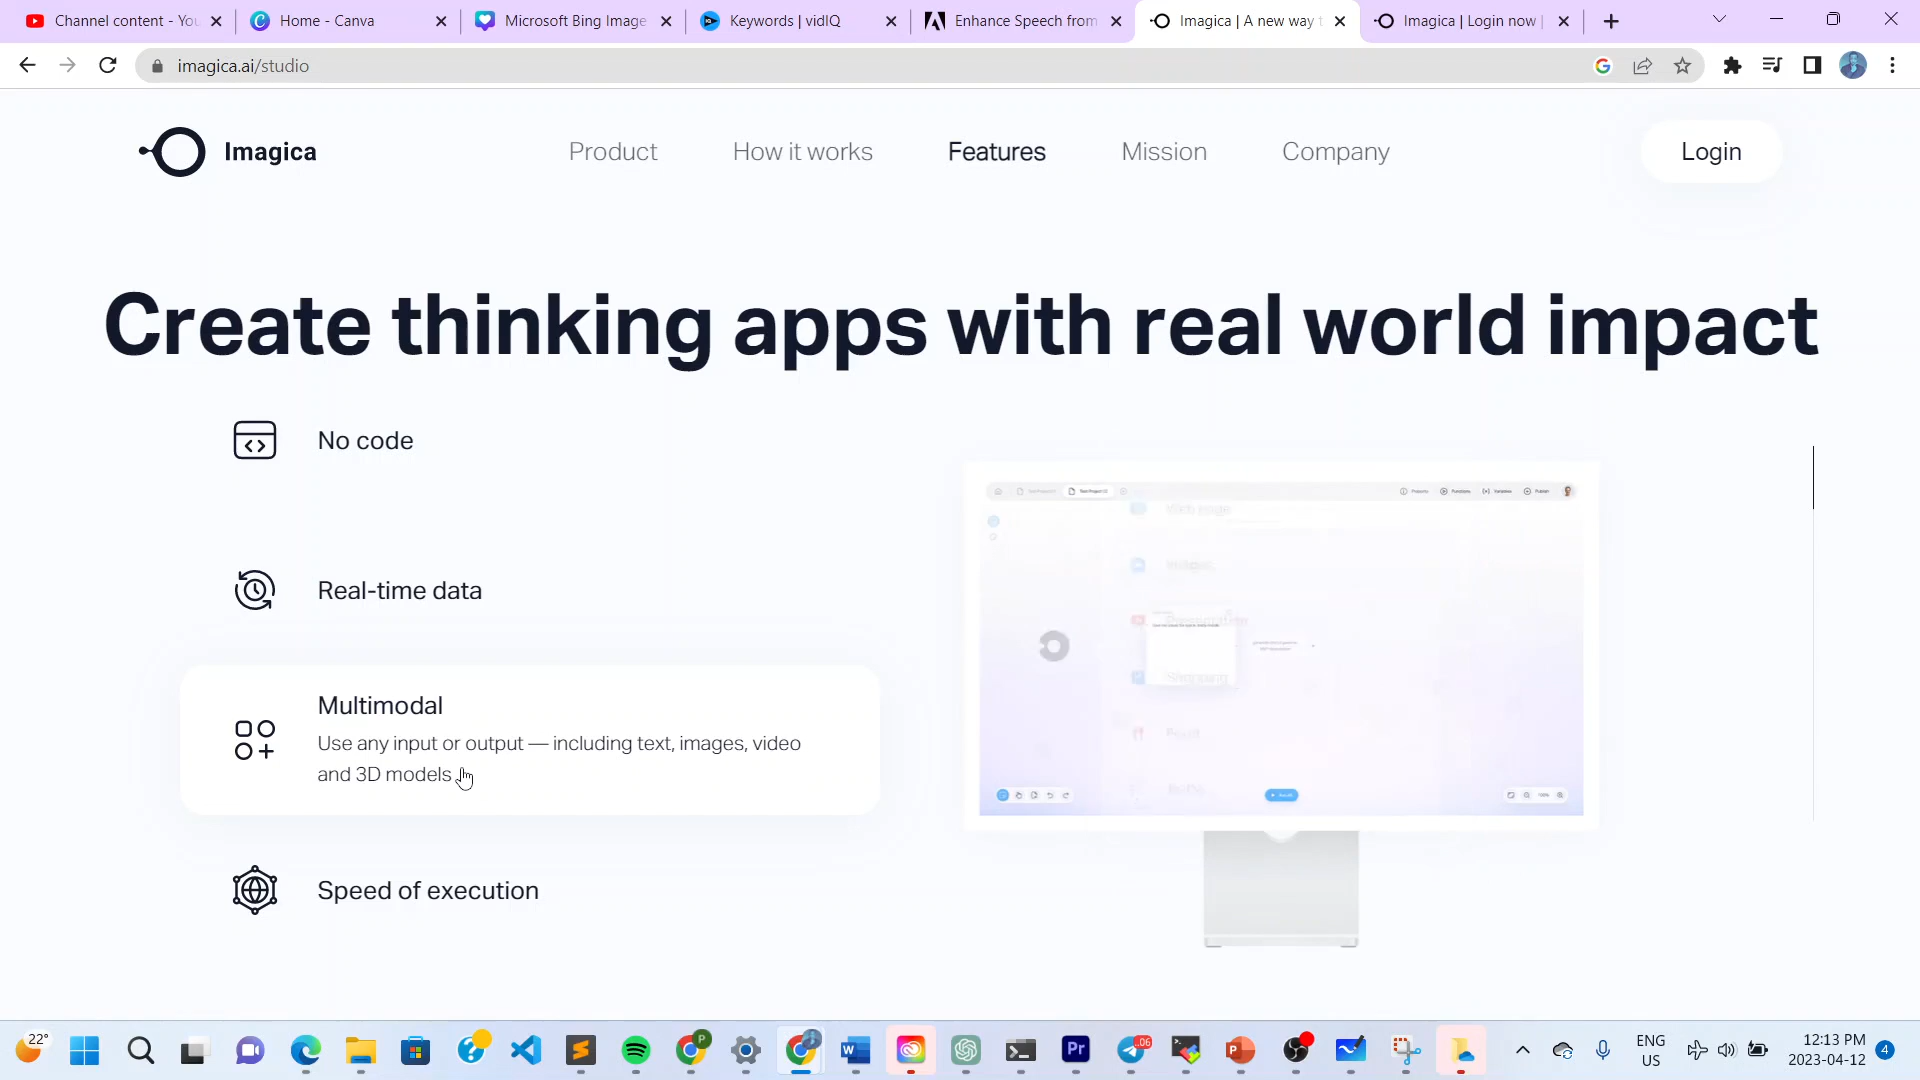 Channel content - You
Home - Canva
Microsoft Bing Image
Keywords | vidIQ
Enhance Speech from
Imagica | A new way t
Imagica | Login now |
imagica.ai/studio
Imagica
Product
How it works
Features
Mission
Company
Login
Create thinking apps with real world impact
No code
Real-time data
Multimodal
Use any input or output — including text, images, video
and 3D models
Speed of execution
22°
ENG
US
12:13 PM
2023-04-12
4